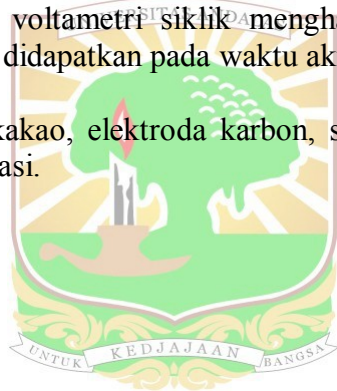 voltametri siklik mengha
didapatkan pada waktu ak
kakao, elektroda karbon, s
asi.
UNTUK KEDJAJAAN BANGSA